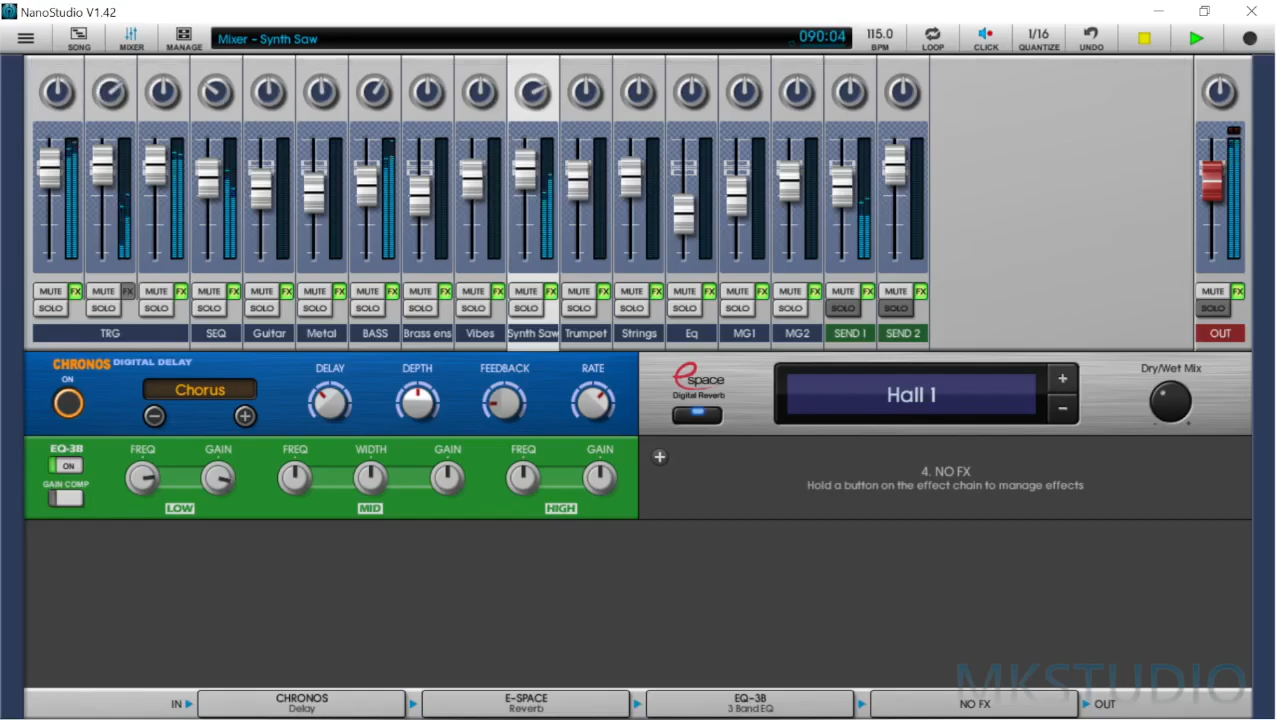 NanoStudio V1.42
SONG MIXER MANAGE Mixer - Synth Saw 090:04 115.0 BPM LOOP CLICK 1/16 QUANTIZE UNDO
MUTE FX MUTE FX MUTE FX MUTE FX MUTE FX MUTE FX MUTE FX MUTE FX MUTE FX MUTE FX MUTE FX MUTE FX MUTE FX MUTE FX MUTE FX MUTE FX MUTE FX MUTE FX
SOLO SOLO SOLO SOLO SOLO SOLO SOLO SOLO SOLO SOLO SOLO SOLO SOLO SOLO SOLO SOLO SOLO SOLO
TRG SEQ Guitar Metal BASS Brass ens Vibes Synth Saw Trumpet Strings Eq MG1 MG2 SEND 1 SEND 2 OUT
CHRONOS DIGITAL DELAY
ON
Chorus
DELAY DEPTH FEEDBACK RATE
e space
Digital Reverb
Hall 1
+
−
Dry/Wet Mix
- +
EQ-3B
ON
GAIN COMP
FREQ GAIN FREQ WIDTH GAIN FREQ GAIN
LOW MID HIGH
+
4. NO FX
Hold a button on the effect chain to manage effects
MKSTUDIO
IN CHRONOS E-SPACE EQ-3B NO FX OUT
Delay Reverb 3 Band EQ